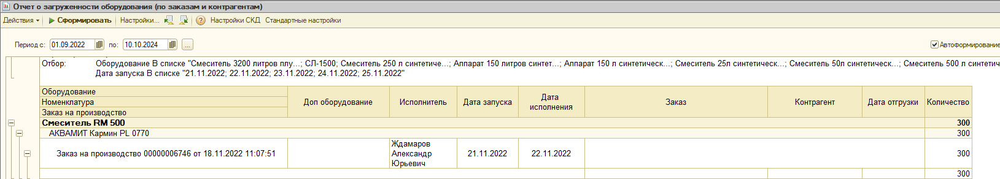 Отчет о загруженности оборудования (по заказам и контрагентам)
Действия Сформировать Настройки... ? Настройки СКД Стандартные настройки
Период с: 01.09.2022 по: 10.10.2024 ... Автоформирование
Отбор: Оборудование В списке "Смеситель 3200 литров плу...; СЛ-1500; Смеситель 250 л синтетиче...; Аппарат 150 литров синтет...; Аппарат 150 л синтетическ...; Смеситель 25л синтетическ...; Смеситель 50л синтетическ...; Смеситель 500 л синтетич
Дата запуска В списке "21.11.2022; 22.11.2022; 23.11.2022; 24.11.2022; 25.11.2022"
Оборудование
Номенклатура
Заказ на производство
Доп оборудование
Исполнитель
Дата запуска
Дата
исполнения
Заказ
Контрагент
Дата отгрузки
Количество
Смеситель RM 500 300
АКВАМИТ Кармин PL 0770 300
Заказ на производство 00000006746 от 18.11.2022 11:07:51
Ждамаров
Александр
Юрьевич
21.11.2022
22.11.2022
300
300